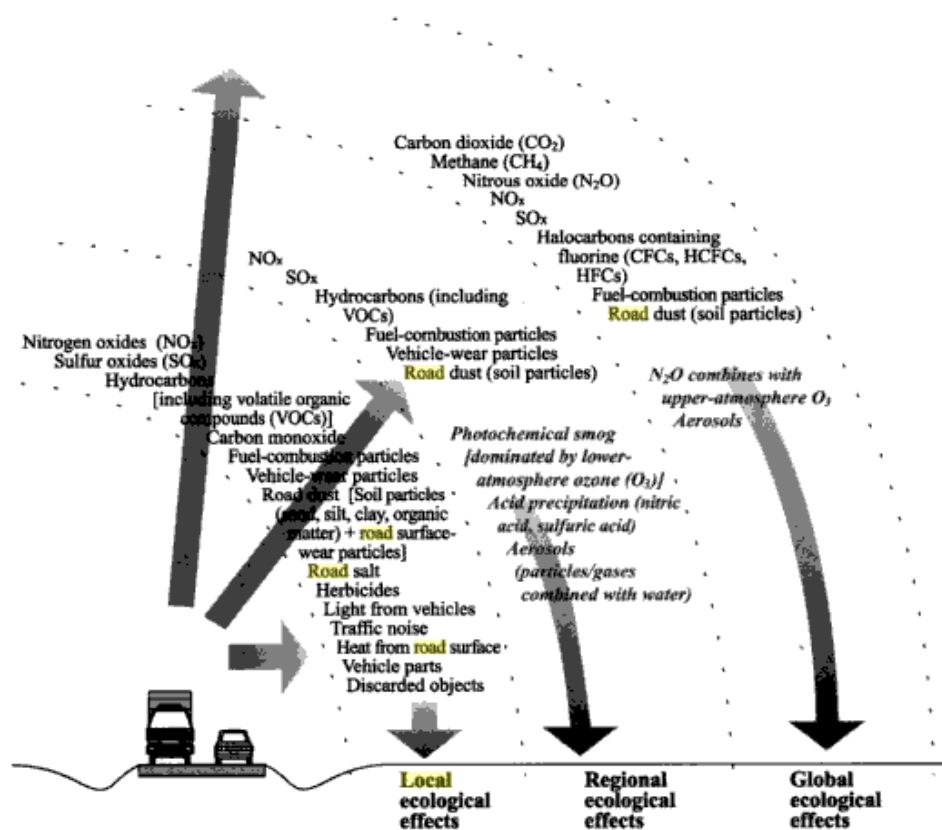 Carbon dioxide (CO₂)
Methane (CH₄)
Nitrous oxide (N₂O)
NOₓ
SOₓ
Halocarbons containing
fluorine (CFCs, HCFCs,
HFCs)
Fuel-combustion particles
Road dust (soil particles)
N₂O combines with
upper-atmosphere O₃
Aerosols
NOₓ
SOₓ
Hydrocarbons (including
VOCs)
Fuel-combustion particles
Vehicle-wear particles
Road dust (soil particles)
Photochemical smog
[dominated by lower-
atmosphere ozone (O₃)]
Acid precipitation (nitric
acid, sulfuric acid)
Aerosols
(particles/gases
combined with water)
Nitrogen oxides (NOₓ)
Sulfur oxides (SOₓ)
Hydrocarbons
[including volatile organic
compounds (VOCs)]
Carbon monoxide
Fuel-combustion particles
Vehicle-wear particles
Road dust [Soil particles
(sand, silt, clay, organic
matter) + road surface-
wear particles]
Road salt
Herbicides
Light from vehicles
Traffic noise
Heat from road surface
Vehicle parts
Discarded objects
Local
ecological
effects
Regional
ecological
effects
Global
ecological
effects